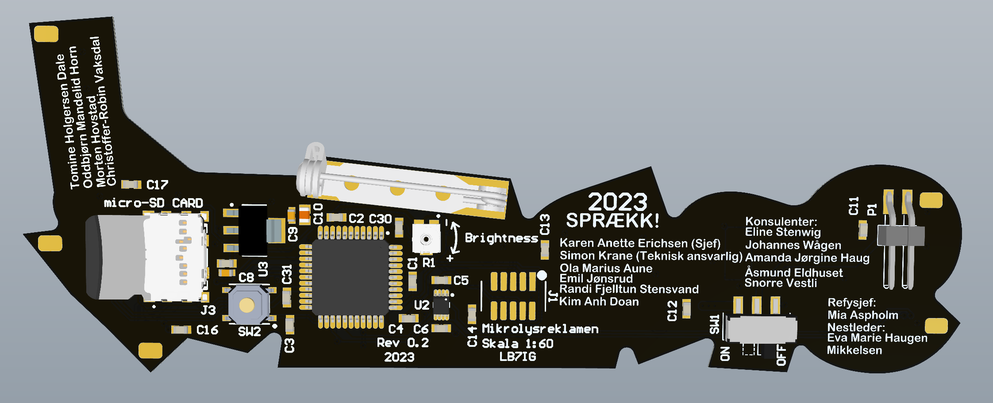 Tomine Holgersen Dale
Oddbjørn Mandelid Horn
Morten Hovstad
Christoffer-Robin Vaksdal
C17
micro-SD CARD
J3
C16
U3
C8
SW2
C9
C10
C31
C3
C2 C30
R1
Brightness
- +
C1
C5
U2
C4 C6
Rev 0.2
2023
C13
J1
C14
Mikrolysreklamen
Skala 1:60
LB7IG
2023
SPRÆKK!
Karen Anette Erichsen (Sjef)
Simon Krane (Teknisk ansvarlig)
Ola Marius Aune
Emil Jønsrud
Randi Fjelltun Stensvand
Kim Anh Doan
C12
SW1
ON
OFF
Konsulenter:
Eline Stenwig
Johannes Wågen
Amanda Jørgine Haug
Åsmund Eldhuset
Snorre Vestli
C11
P1
Refysjef:
Mia Aspholm
Nestleder:
Eva Marie Haugen
Mikkelsen